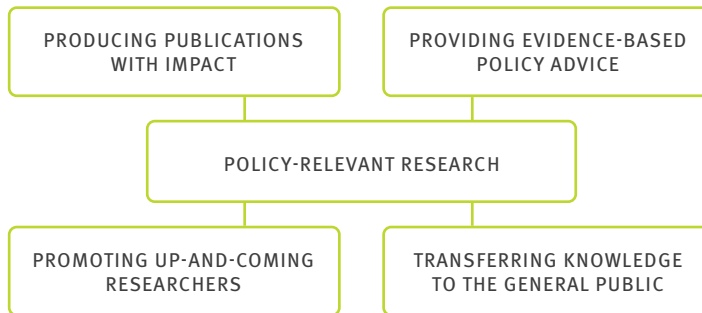 PRODUCING PUBLICATIONS
WITH IMPACT
PROVIDING EVIDENCE-BASED
POLICY ADVICE
POLICY-RELEVANT RESEARCH
PROMOTING UP-AND-COMING
RESEARCHERS
TRANSFERRING KNOWLEDGE
TO THE GENERAL PUBLIC